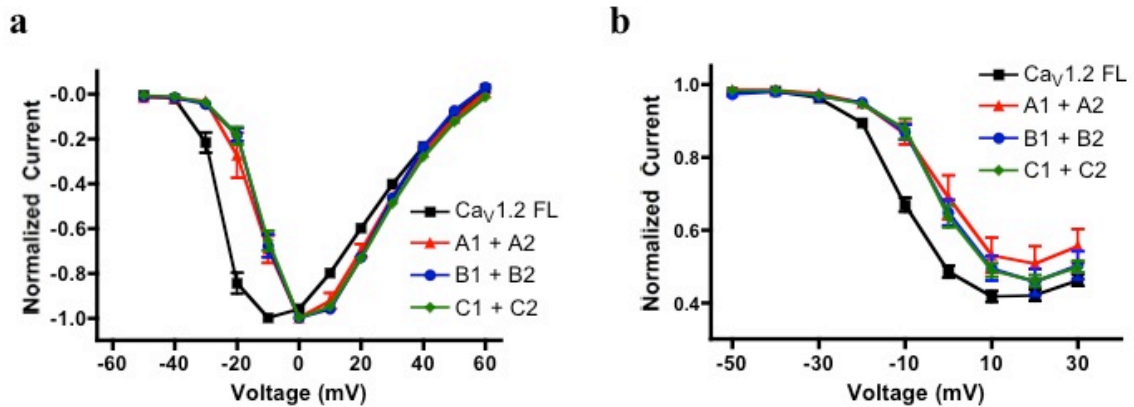 a
-0.0
-0.2
-0.4
-0.6
-0.8
-1.0
Normalized Current
-60 -40 -20 0 20 40 60
Voltage (mV)
CaV1.2 FL
A1 + A2
B1 + B2
C1 + C2
b
1.0
0.8
0.6
0.4
Normalized Current
-50 -30 -10 10 30
Voltage (mV)
CaV1.2 FL
A1 + A2
B1 + B2
C1 + C2